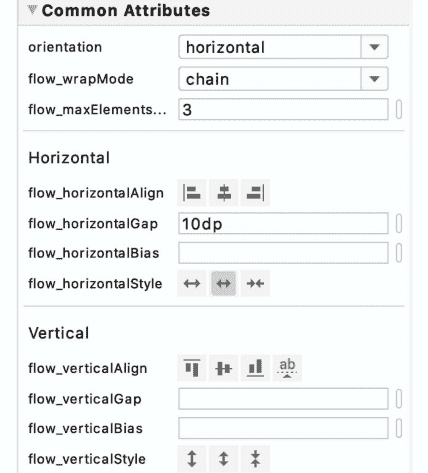 Common Attributes
orientation horizontal
flow_wrapMode chain
flow_maxElements... 3
Horizontal
flow_horizontalAlign
flow_horizontalGap 10dp
flow_horizontalBias
flow_horizontalStyle
Vertical
flow_verticalAlign ab
flow_verticalGap
flow_verticalBias
flow_verticalStyle